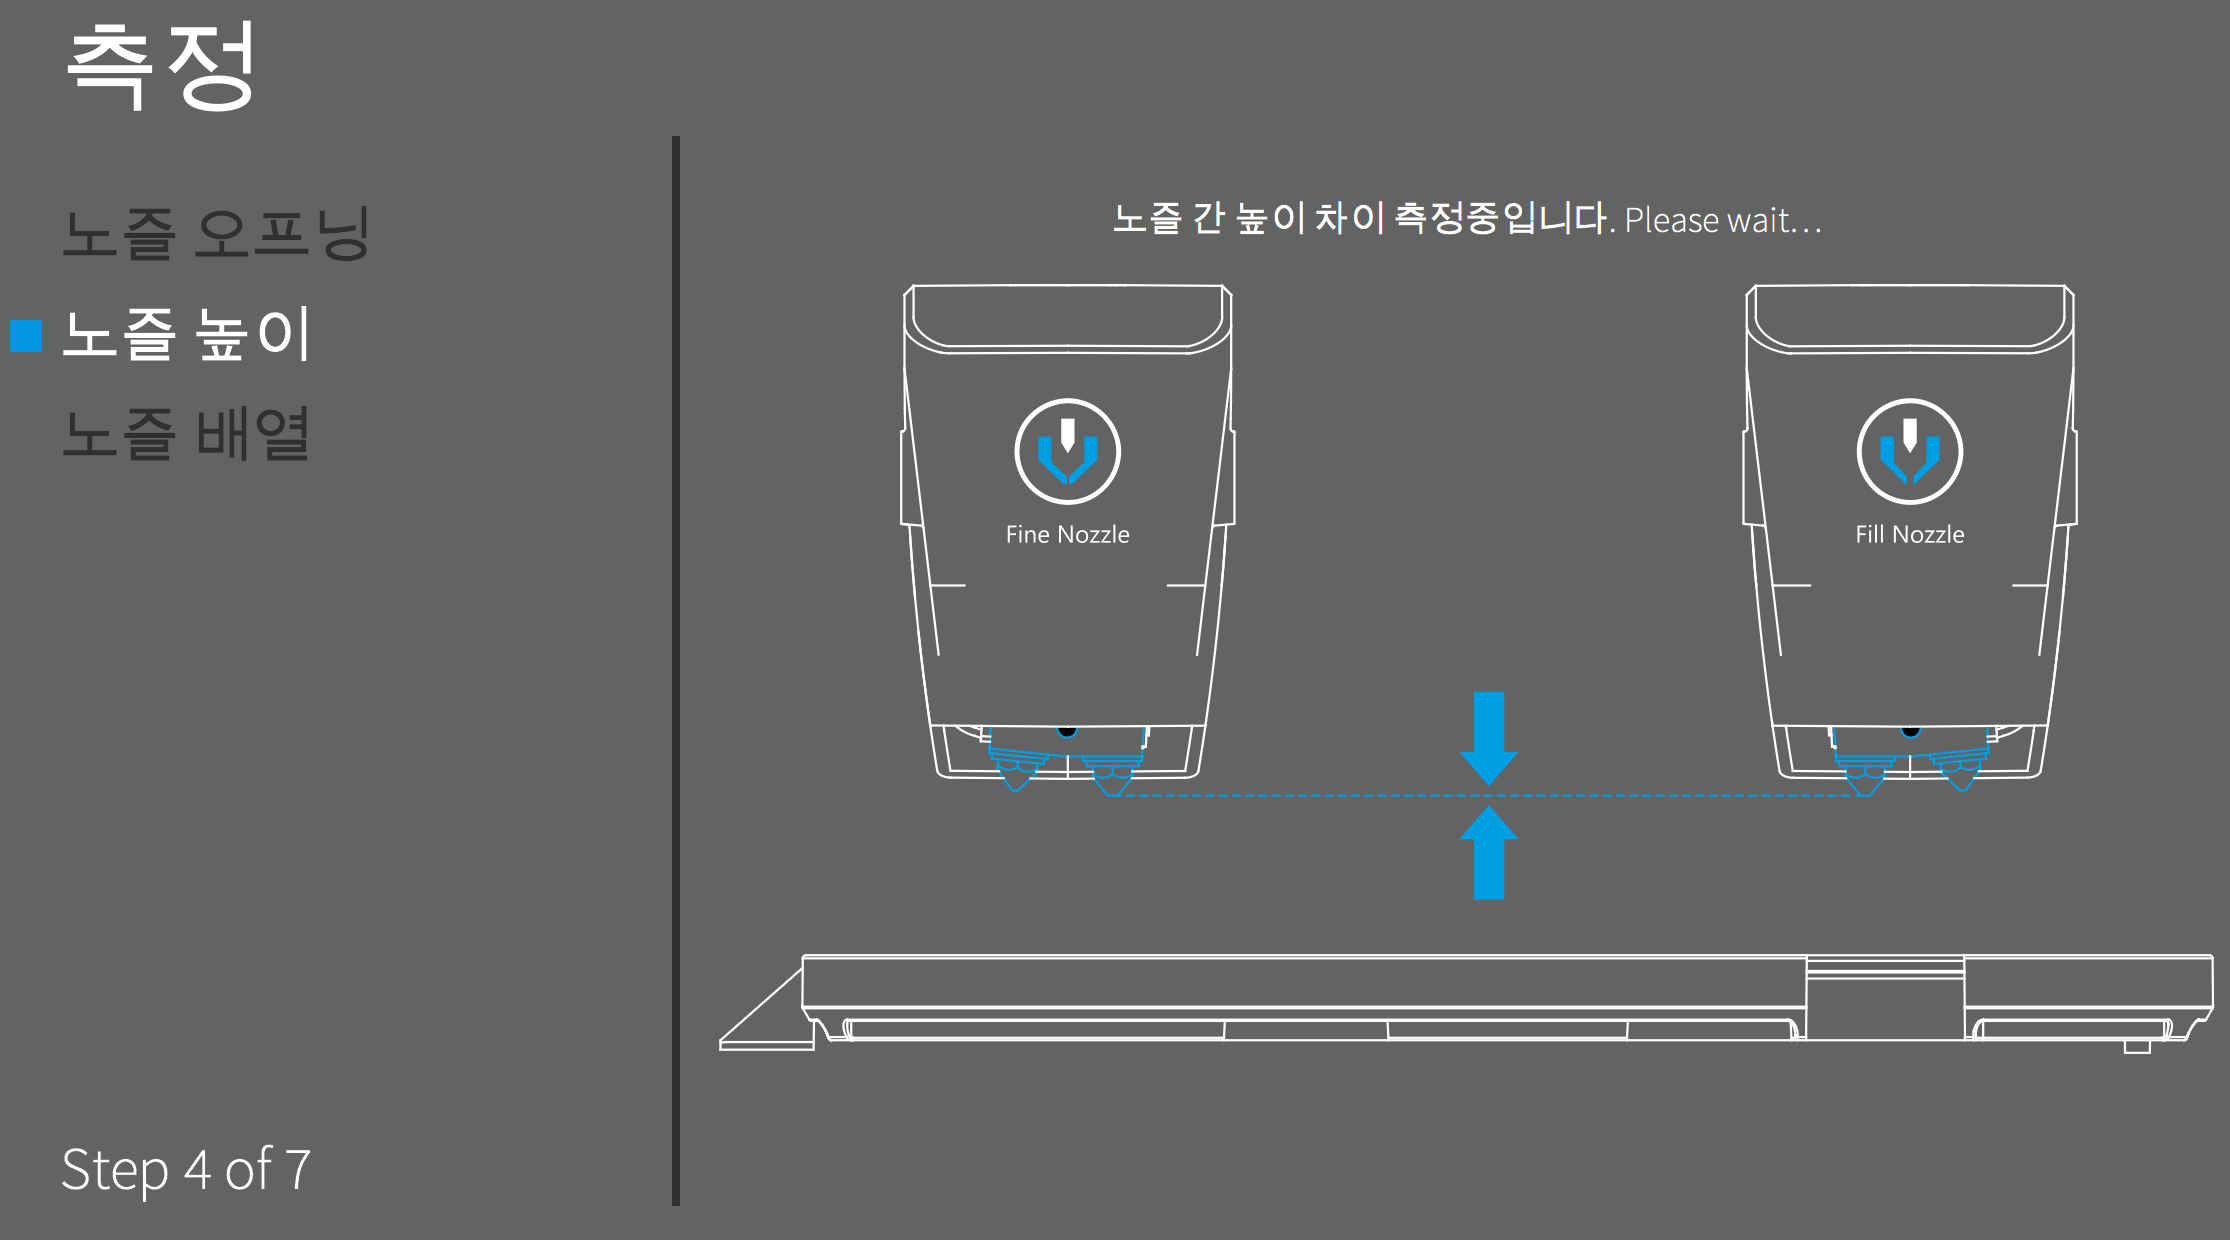 측정
노즐 오프닝
노즐 높이
노즐 배열
노즐 간 높이 차이 측정중입니다. Please wait...
Fine Nozzle
Fill Nozzle
Step 4 of 7